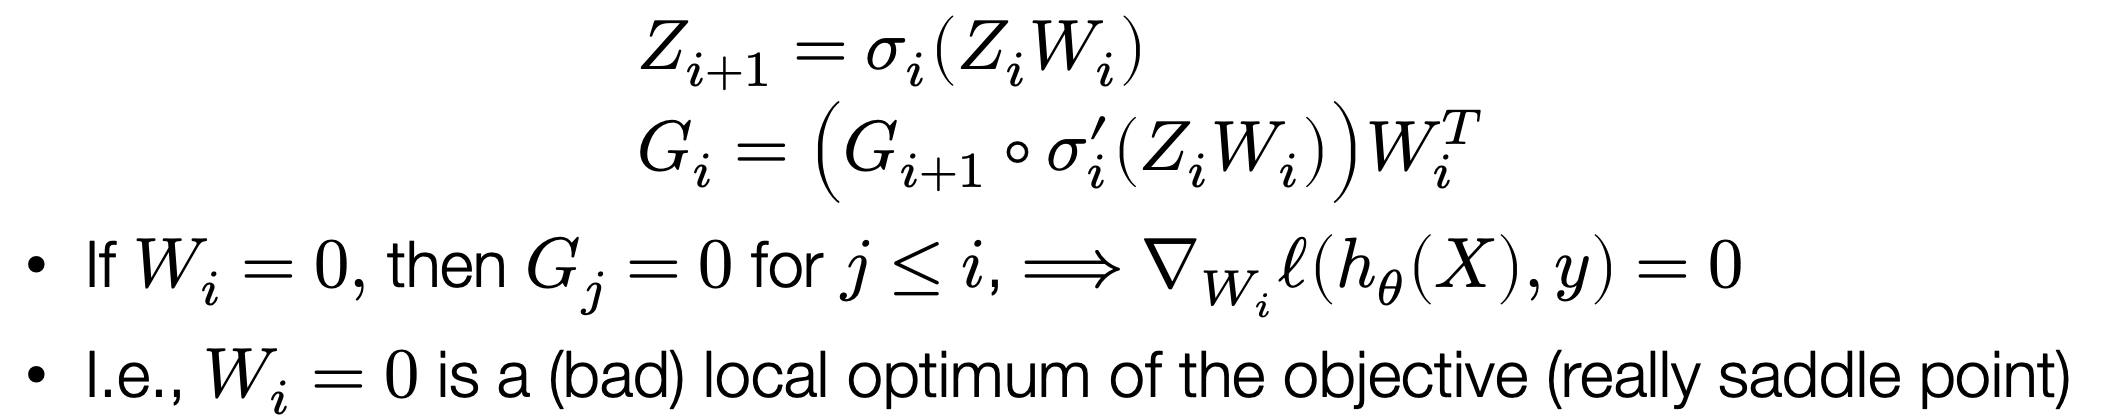 Z_{i+1} = σ_i(Z_i W_i)
G_i = (G_{i+1} ∘ σ'_i(Z_i W_i)) W_i^T
• If W_i = 0, then G_j = 0 for j ≤ i, ⟹ ∇_{W_i} ℓ(h_θ(X), y) = 0
• I.e., W_i = 0 is a (bad) local optimum of the objective (really saddle point)